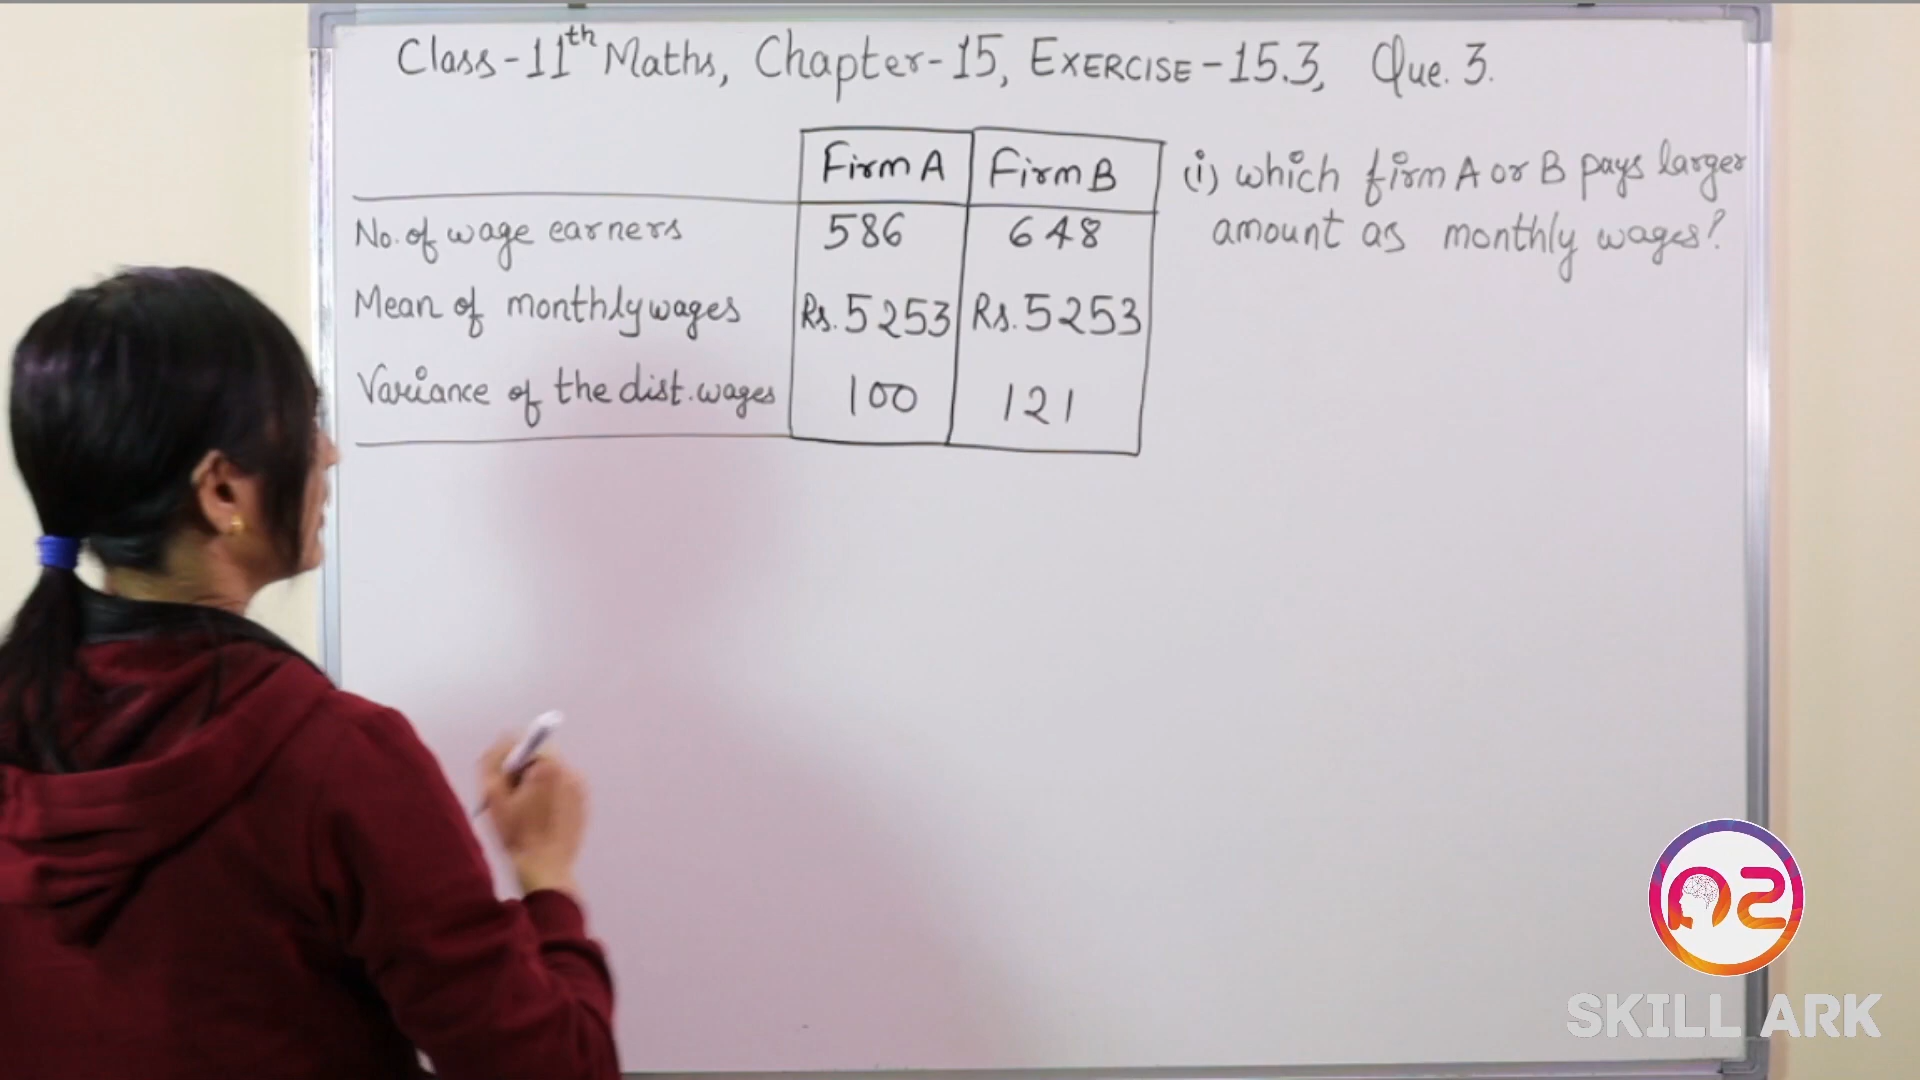 Class-11th Maths, Chapter-15, EXERCISE-15.3, Que. 3.
Firm A Firm B
No. of wage earners 586 648
Mean of monthly wages Rs. 5253 Rs. 5253
Variance of the dist. wages 100 121
(i) which firm A or B pays larger
amount as monthly wages?
SKILL ARK